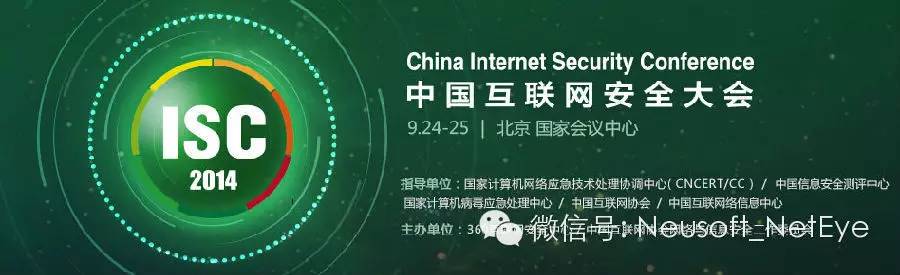 ISC
2014
China Internet Security Conference
中国互联网安全大会
9.24-25 | 北京 国家会议中心
指导单位：国家计算机网络应急技术处理协调中心( CNCERT/CC ) / 中国信息安全测评中心
国家计算机病毒应急处理中心 / 中国互联网协会 / 中国互联网络信息中心
主办单位：36
微信号: Neusoft_NetEye